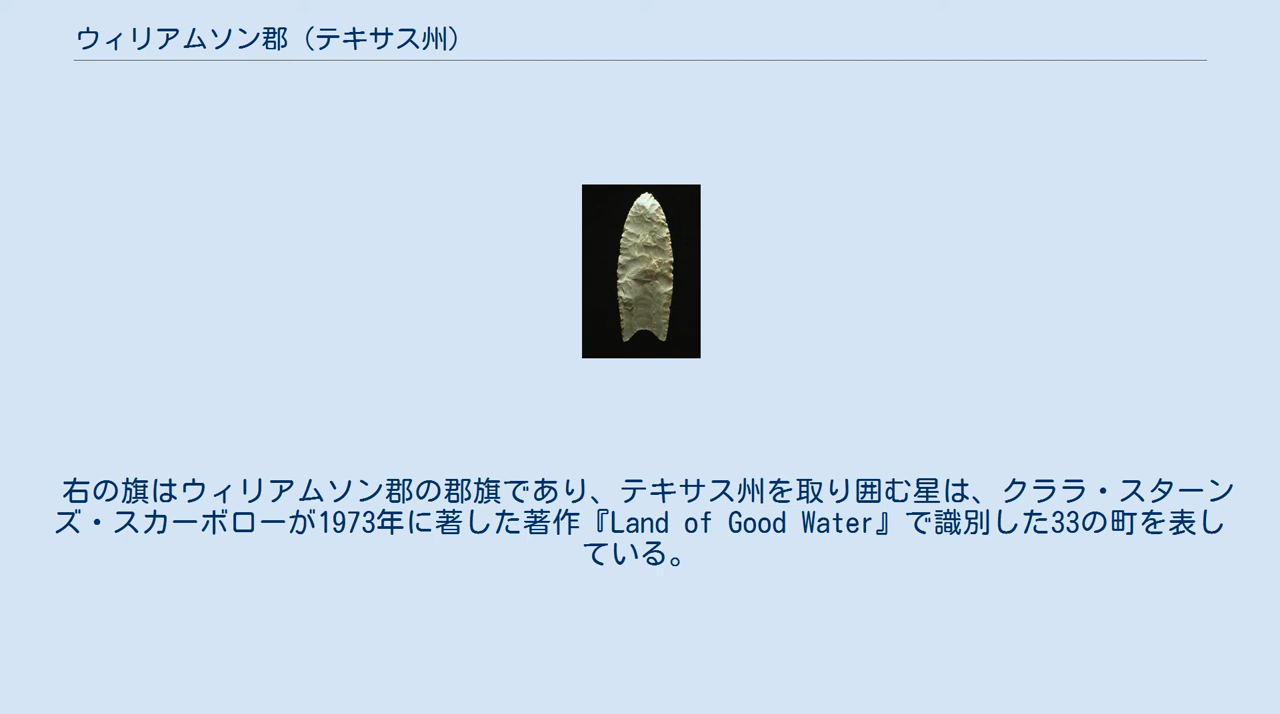 ウィリアムソン郡（テキサス州）
右の旗はウィリアムソン郡の郡旗であり、テキサス州を取り囲む星は、クララ・スターン
ズ・スカーボローが1973年に著した著作『Land of Good Water』で識別した33の町を表し
ている。